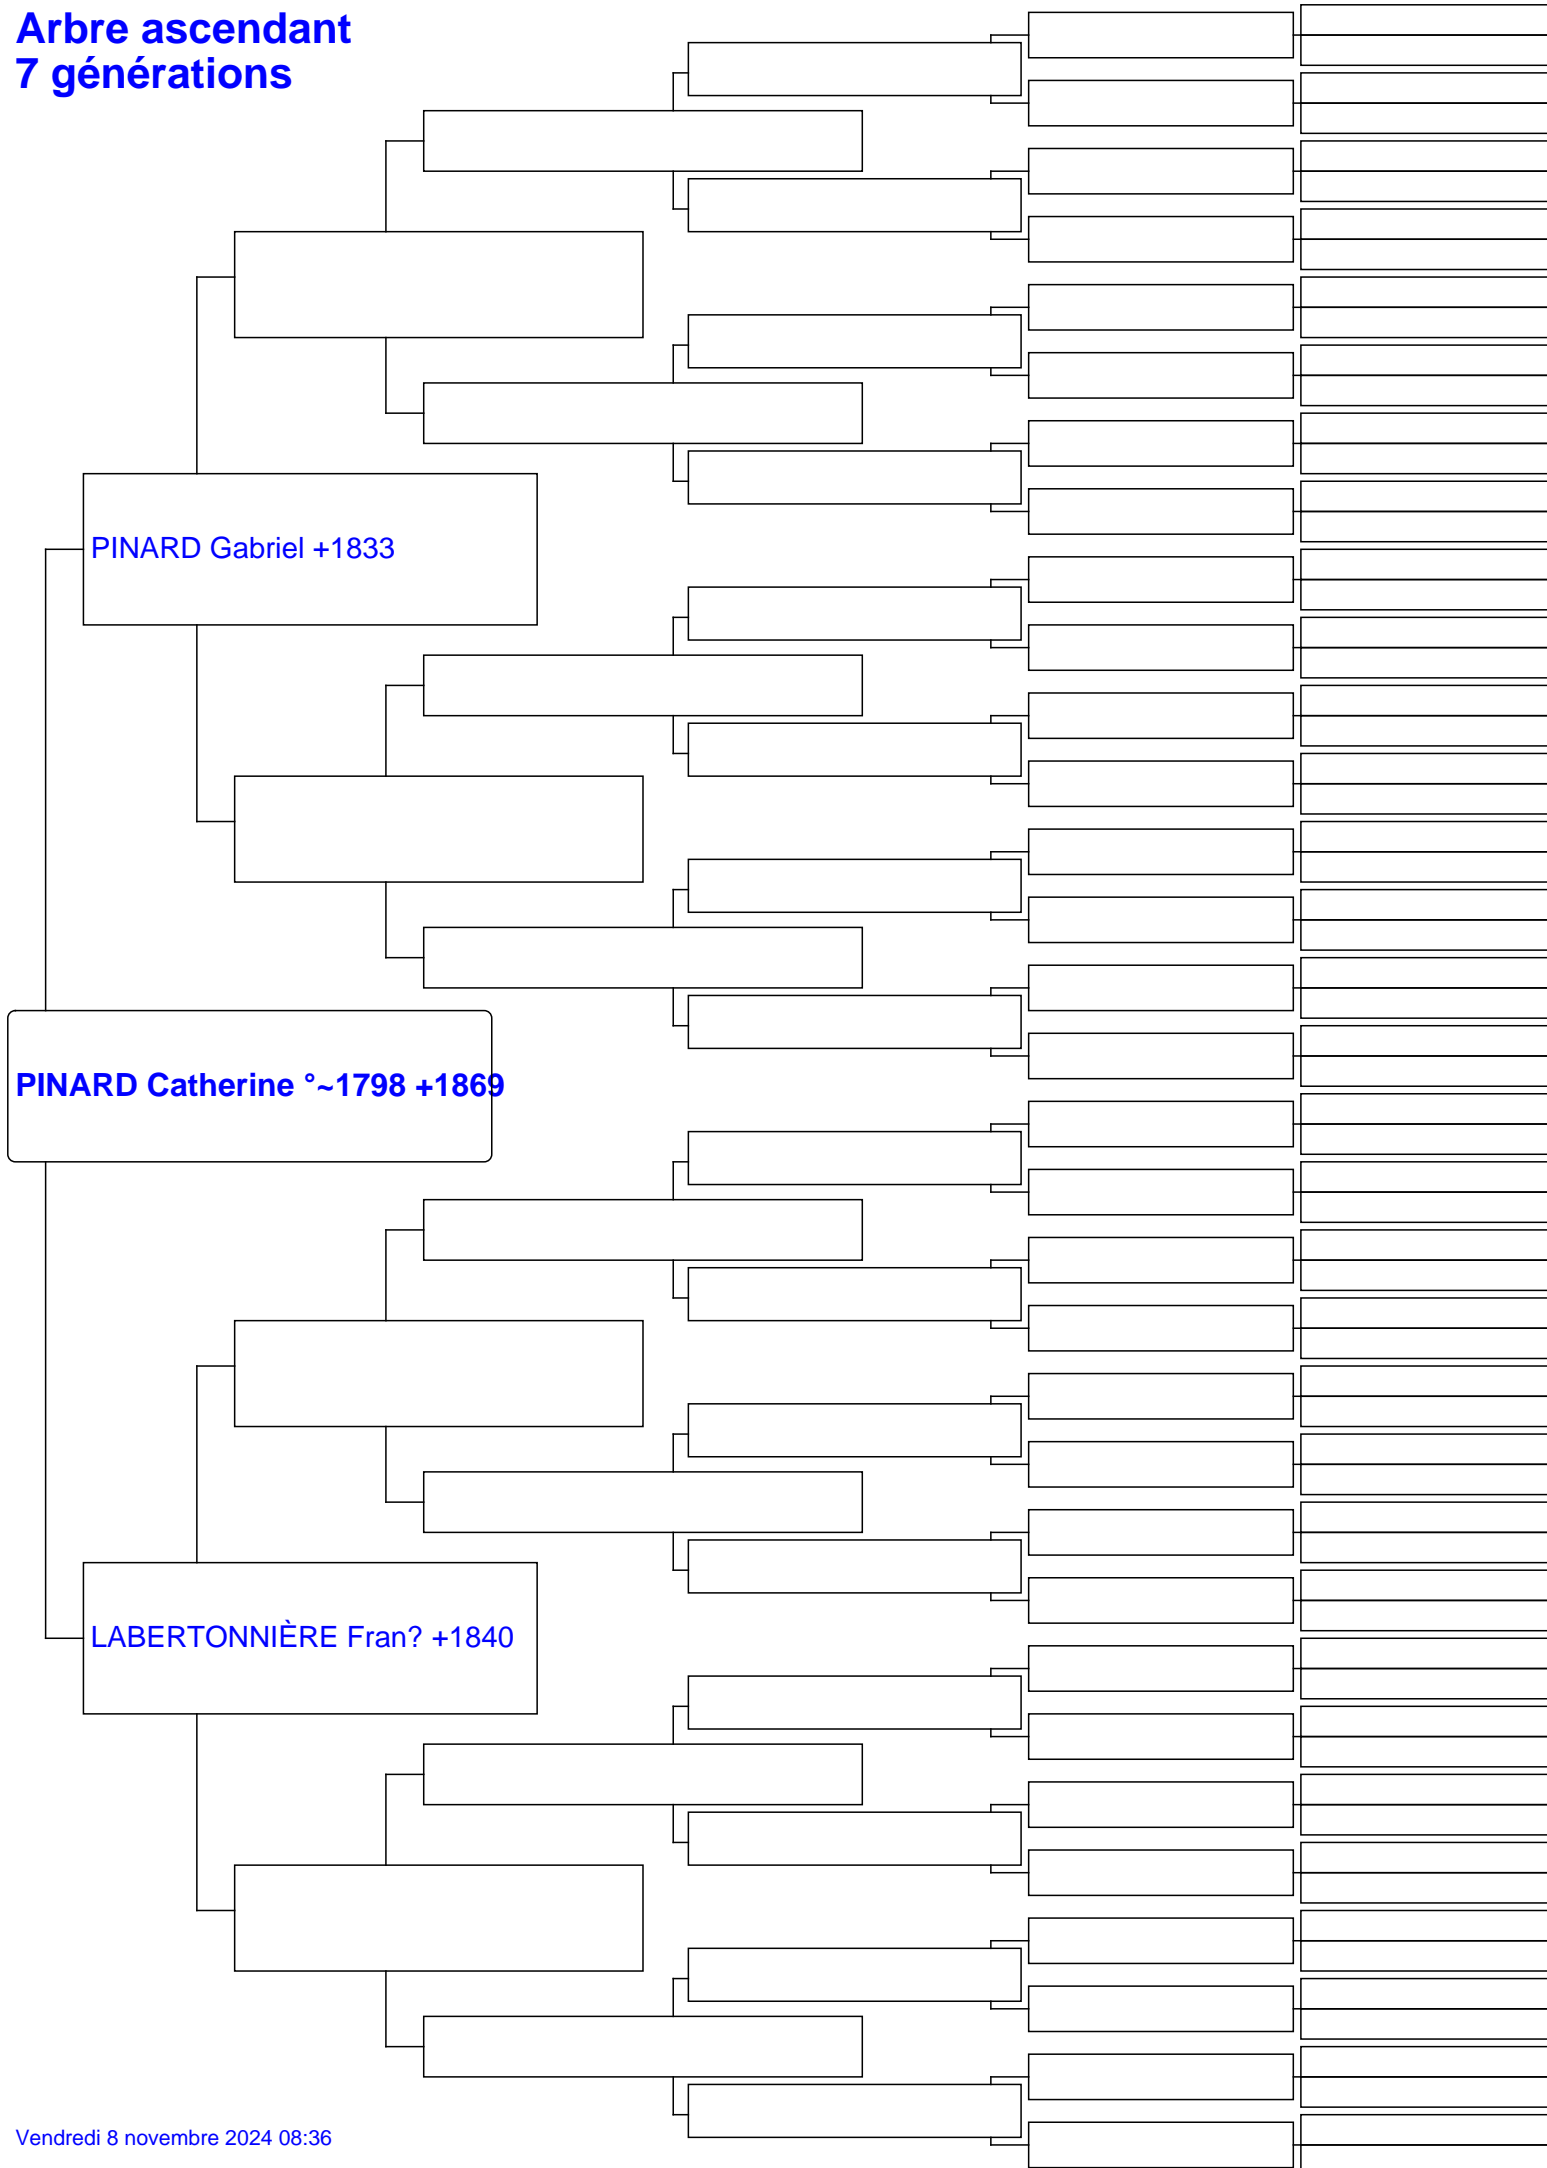 Arbre ascendant
7 générations
PINARD Gabriel +1833
PINARD Catherine °~1798 +1869
LABERTONNIÈRE Fran? +1840
Vendredi 8 novembre 2024 08:36